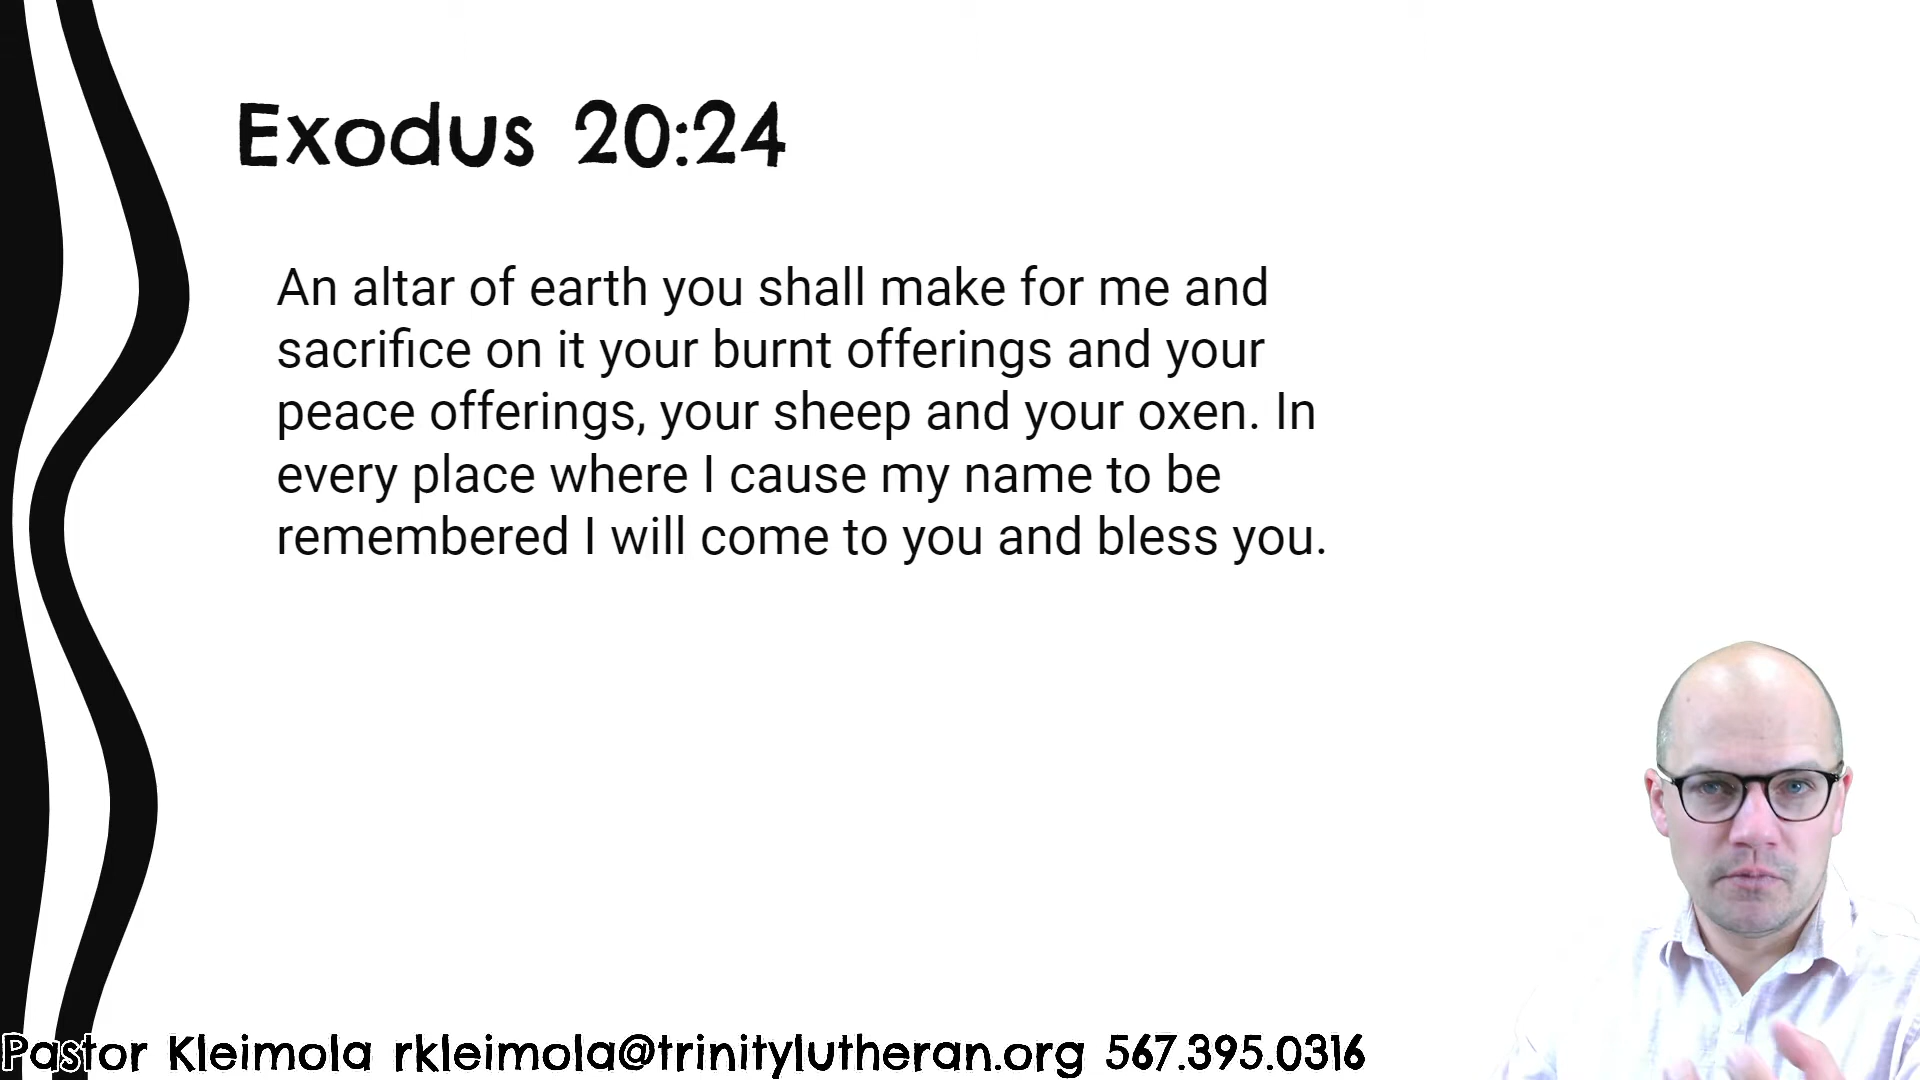 Exodus 20:24
An altar of earth you shall make for me and
sacrifice on it your burnt offerings and your
peace offerings, your sheep and your oxen. In
every place where I cause my name to be
remembered I will come to you and bless you.
Pastor Kleimola rkleimola@trinitylutheran.org 567.395.0316